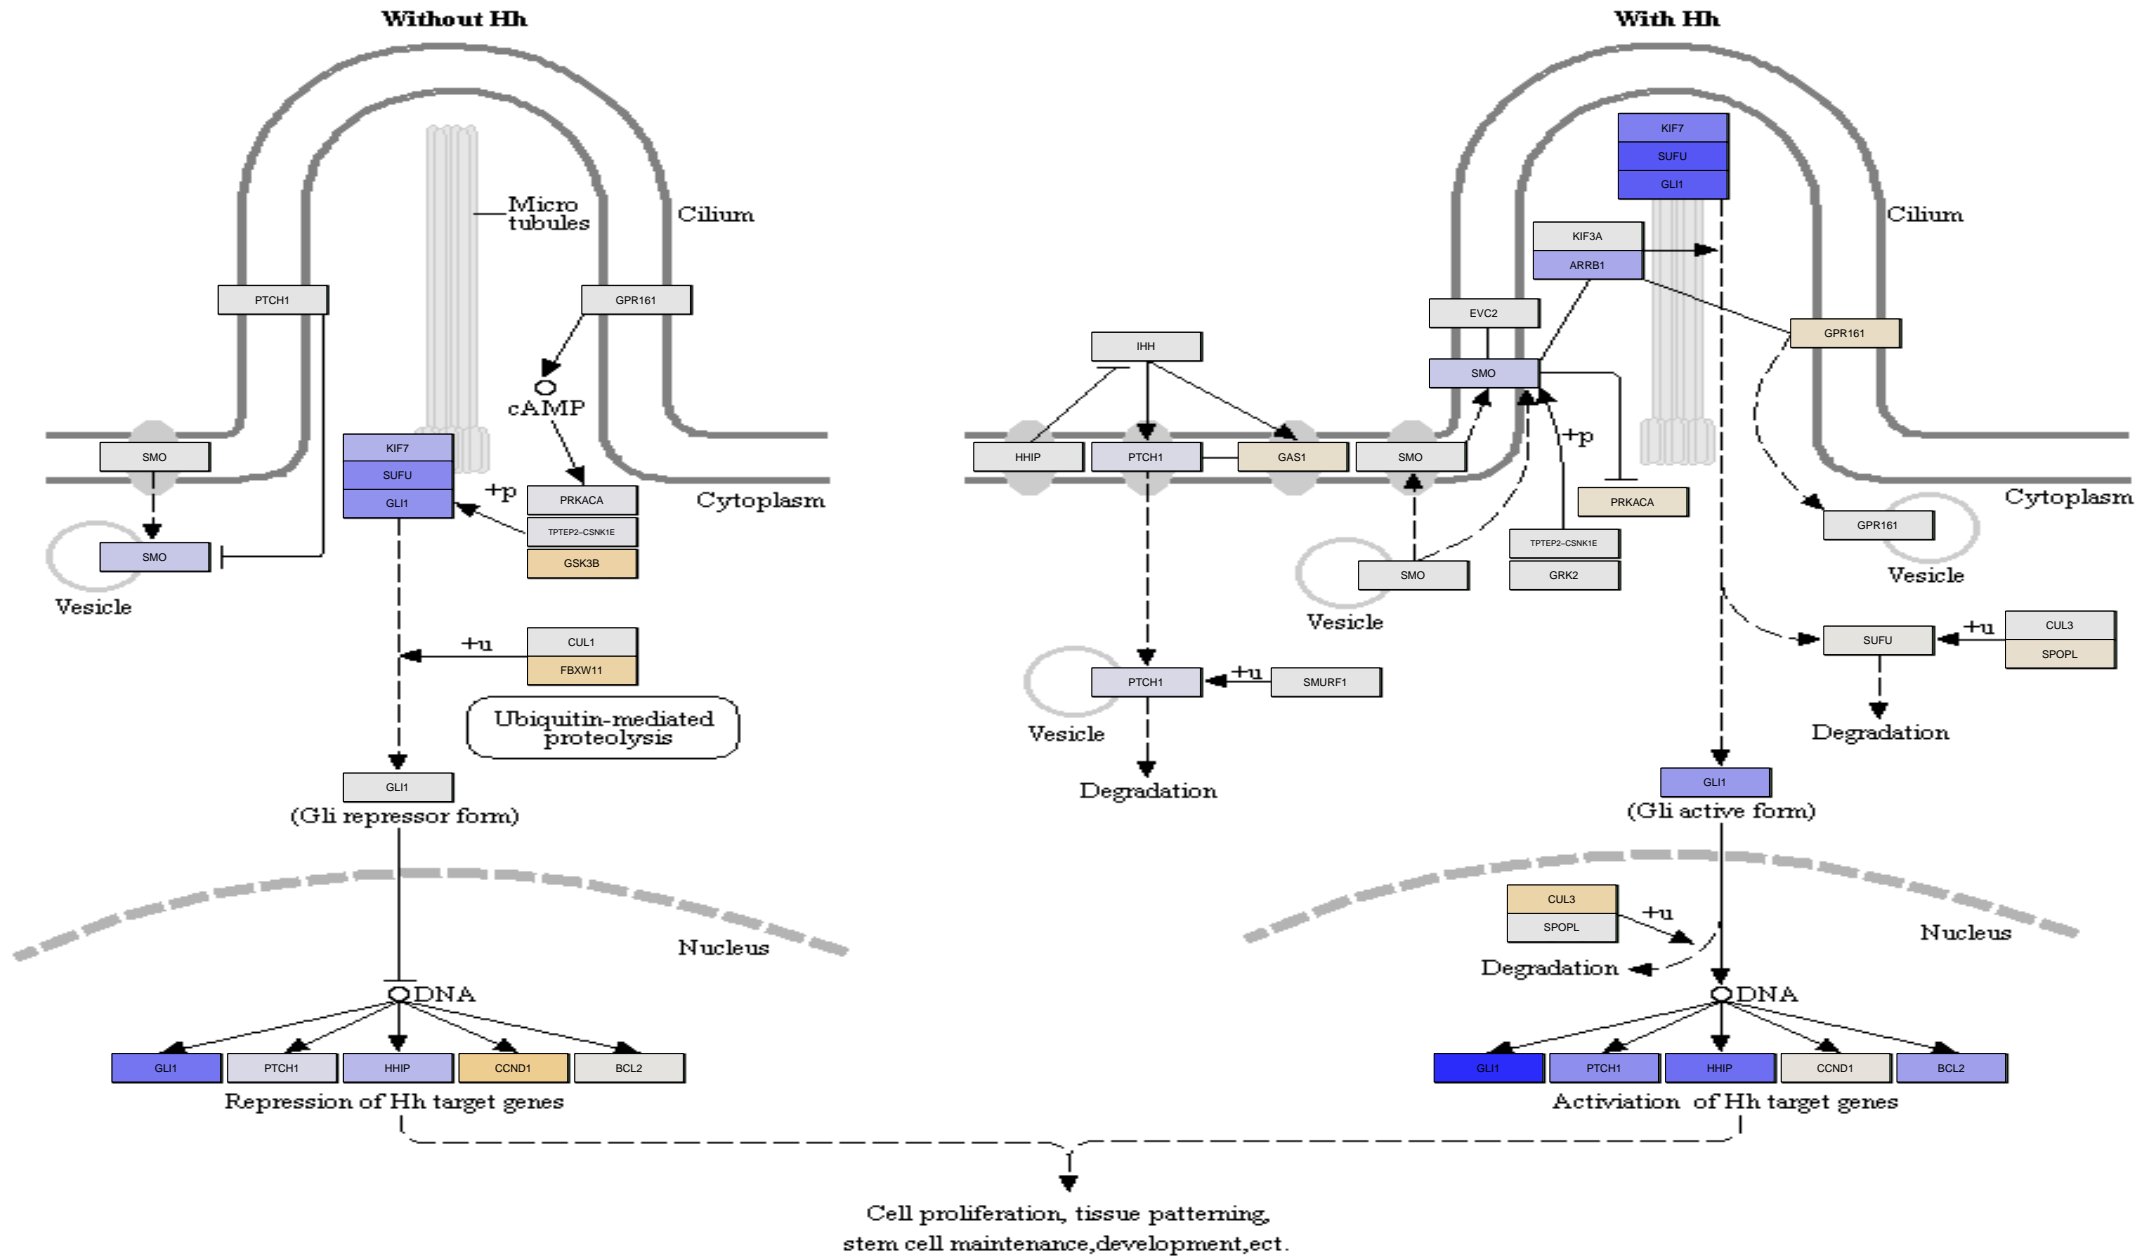 Without Hh
Micro
tubules
Cilium
PTCH1
GPR161
cAMP
SMO
KIF7
SUFU
GLI1
+p
PRKACA
TPTEP2-CSNK1E
GSK3B
Cytoplasm
SMO
Vesicle
+u
CUL1
FBXW11
Ubiquitin-mediated
proteolysis
GLI1
(Gli repressor form)
Nucleus
DNA
GLI1
PTCH1
HHIP
CCND1
BCL2
Repression of Hh target genes
With Hh
KIF7
SUFU
GLI1
Cilium
KIF3A
ARRB1
EVC2
GPR161
IHH
SMO
+p
HHIP
PTCH1
GAS1
SMO
PRKACA
Cytoplasm
GPR161
Vesicle
TPTEP2-CSNK1E
GRK2
SMO
Vesicle
SUFU
+u
CUL3
SPOPL
Degradation
PTCH1
+u
SMURF1
Vesicle
Degradation
GLI1
(Gli active form)
CUL3
SPOPL
+u
Nucleus
Degradation
DNA
GLI1
PTCH1
HHIP
CCND1
BCL2
Activiation of Hh target genes
Cell proliferation, tissue patterning,
stem cell maintenance,development,ect.